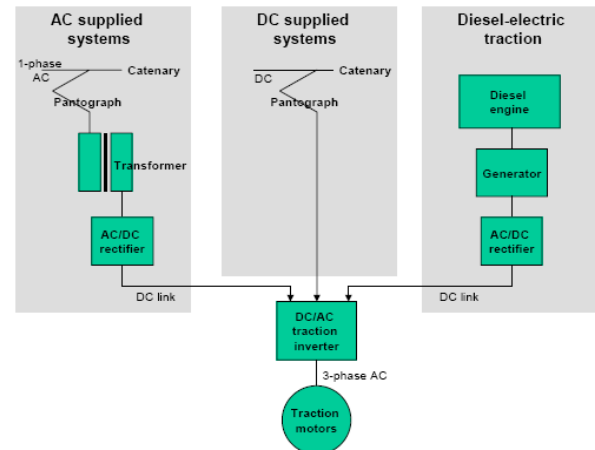 AC supplied
systems
1-phase
AC
Catenary
Pantograph
Transformer
AC/DC
rectifier
DC link
DC supplied
systems
DC
Catenary
Pantograph
Diesel-electric
traction
Diesel
engine
Generator
AC/DC
rectifier
DC link
DC/AC
traction
inverter
3-phase AC
Traction
motors